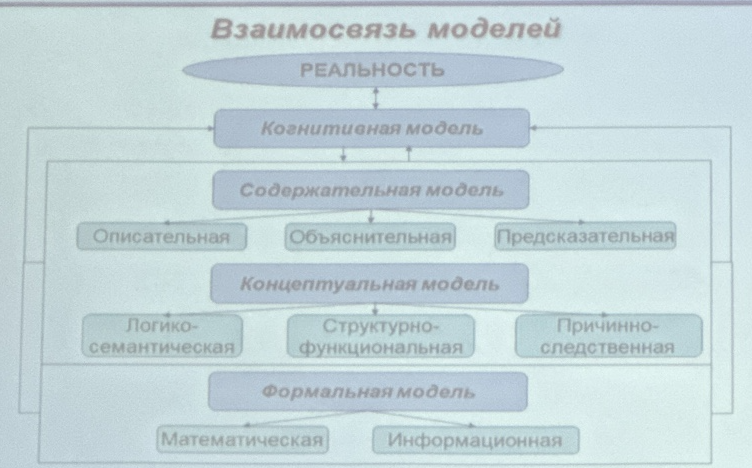 Взаимосвязь моделей
РЕАЛЬНОСТЬ
Когнитивная модель
Содержательная модель
Описательная
Объяснительная
Предсказательная
Концептуальная модель
Логико-
семантическая
Структурно-
функциональная
Причинно-
следственная
Формальная модель
Математическая
Информационная